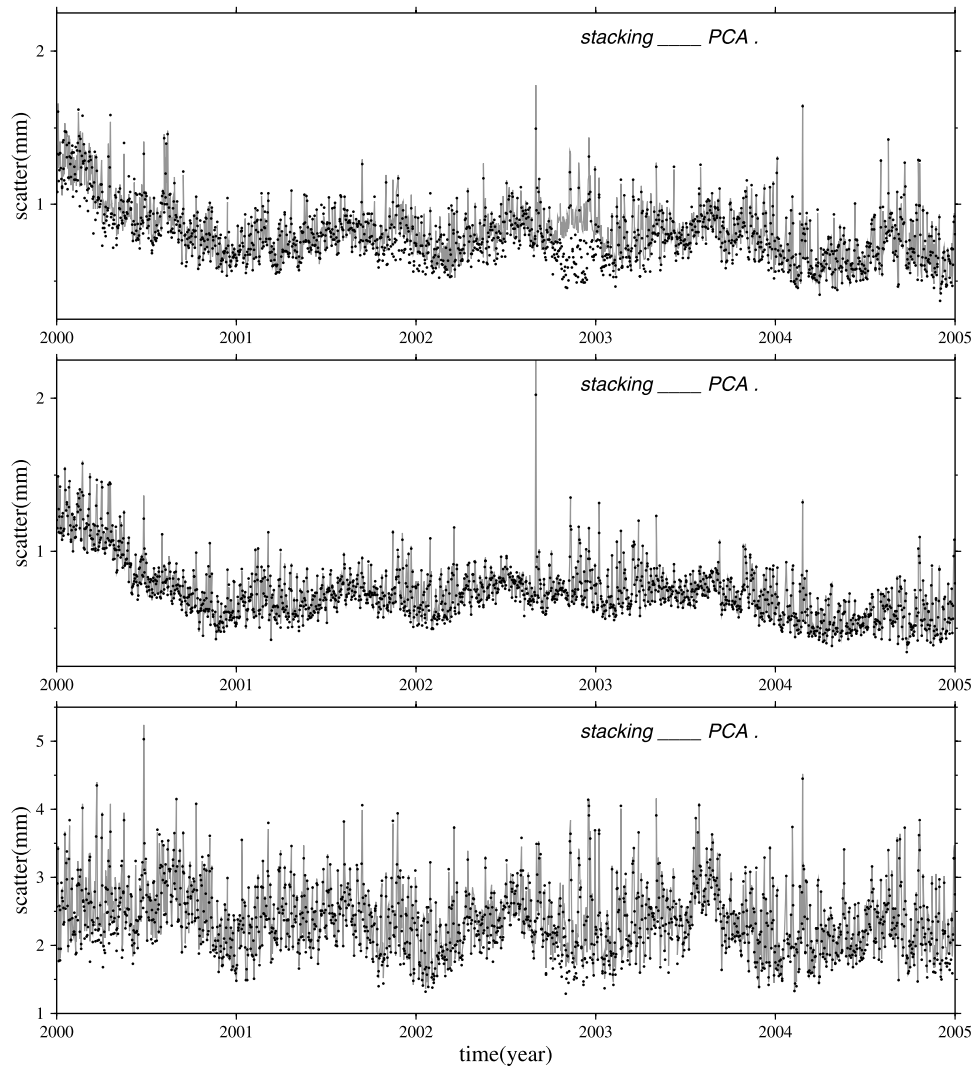 stacking ____ PCA .
2
1
scatter(mm)
2000 2001 2002 2003 2004 2005
stacking ____ PCA .
2
1
scatter(mm)
2000 2001 2002 2003 2004 2005
stacking ____ PCA .
5
4
3
2
1
scatter(mm)
2000 2001 2002 2003 2004 2005
time(year)